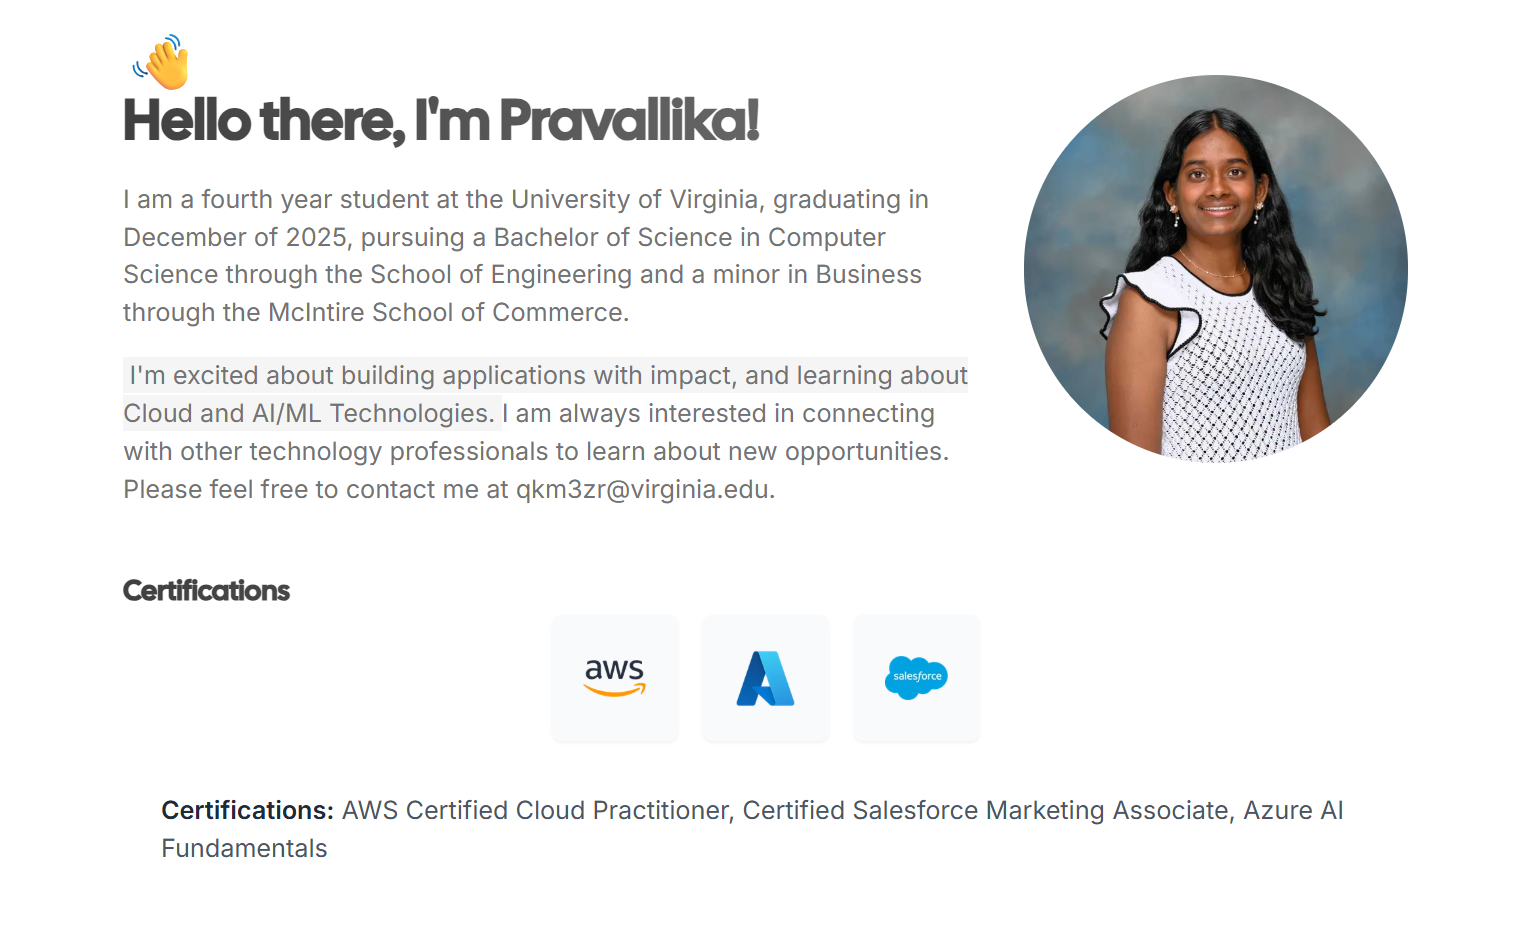 Hello there, I'm Pravallika!
I am a fourth year student at the University of Virginia, graduating in
December of 2025, pursuing a Bachelor of Science in Computer
Science through the School of Engineering and a minor in Business
through the McIntire School of Commerce.
I'm excited about building applications with impact, and learning about
Cloud and AI/ML Technologies. I am always interested in connecting
with other technology professionals to learn about new opportunities.
Please feel free to contact me at qkm3zr@virginia.edu.
Certifications
aws
salesforce
Certifications: AWS Certified Cloud Practitioner, Certified Salesforce Marketing Associate, Azure AI
Fundamentals